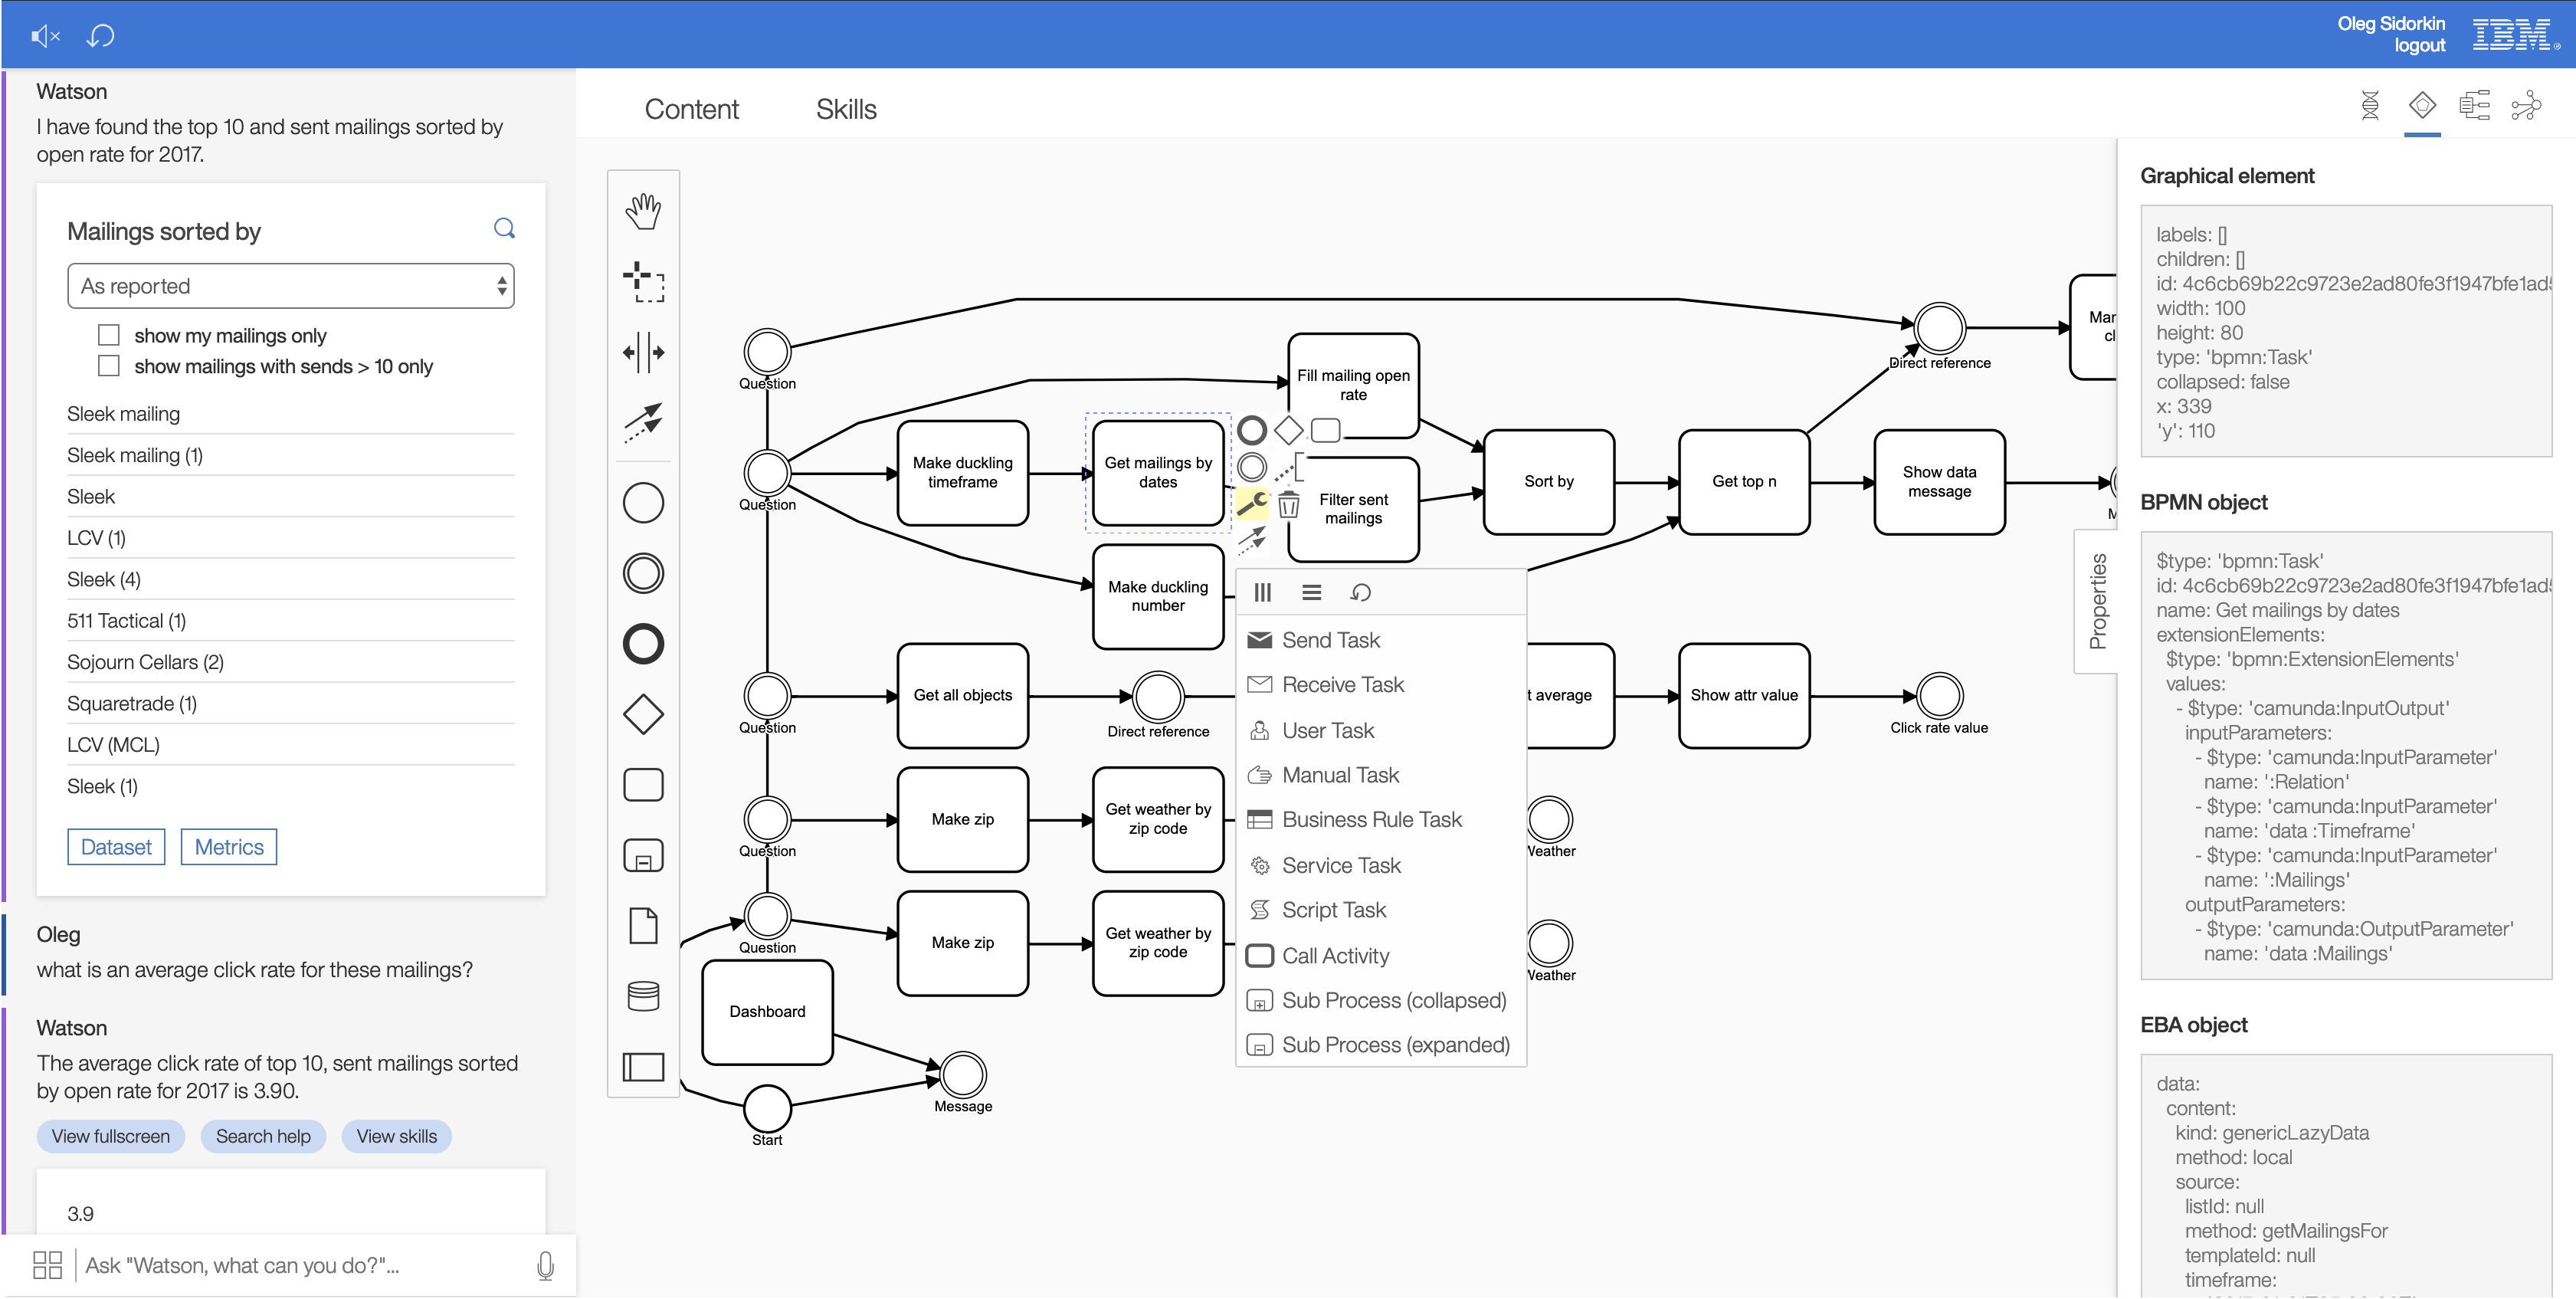 Oleg Sidorkin
logout
IBM
Watson
I have found the top 10 and sent mailings sorted by
open rate for 2017.
Mailings sorted by
As reported
show my mailings only
show mailings with sends > 10 only
Sleek mailing
Sleek mailing (1)
Sleek
LCV (1)
Sleek (4)
511 Tactical (1)
Sojourn Cellars (2)
Squaretrade (1)
LCV (MCL)
Sleek (1)
Dataset Metrics
Oleg
what is an average click rate for these mailings?
Watson
The average click rate of top 10, sent mailings sorted
by open rate for 2017 is 3.90.
View fullscreen Search help View skills
3.9
Ask "Watson, what can you do?"...
Content Skills
Question
Direct reference
Mar
cl
Fill mailing open
rate
Question
Make duckling
timeframe
Get mailings by
dates
Filter sent
mailings
Sort by
Get top n
Show data
message
M
Make duckling
number
Question
Get all objects
Direct reference
t average
Show attr value
Click rate value
Question
Make zip
Get weather by
zip code
Weather
Question
Make zip
Get weather by
zip code
Weather
Dashboard
Message
Start
Send Task
Receive Task
User Task
Manual Task
Business Rule Task
Service Task
Script Task
Call Activity
Sub Process (collapsed)
Sub Process (expanded)
Properties
Graphical element
labels: []
children: []
id: 4c6cb69b22c9723e2ad80fe3f1947bfe1ad5
width: 100
height: 80
type: 'bpmn:Task'
collapsed: false
x: 339
'y': 110
BPMN object
$type: 'bpmn:Task'
id: 4c6cb69b22c9723e2ad80fe3f1947bfe1ad5
name: Get mailings by dates
extensionElements:
$type: 'bpmn:ExtensionElements'
values:
- $type: 'camunda:InputOutput'
inputParameters:
- $type: 'camunda:InputParameter'
name: ':Relation'
- $type: 'camunda:InputParameter'
name: 'data :Timeframe'
- $type: 'camunda:InputParameter'
name: ':Mailings'
outputParameters:
- $type: 'camunda:OutputParameter'
name: 'data :Mailings'
EBA object
data:
content:
kind: genericLazyData
method: local
source:
listId: null
method: getMailingsFor
templateId: null
timeframe: